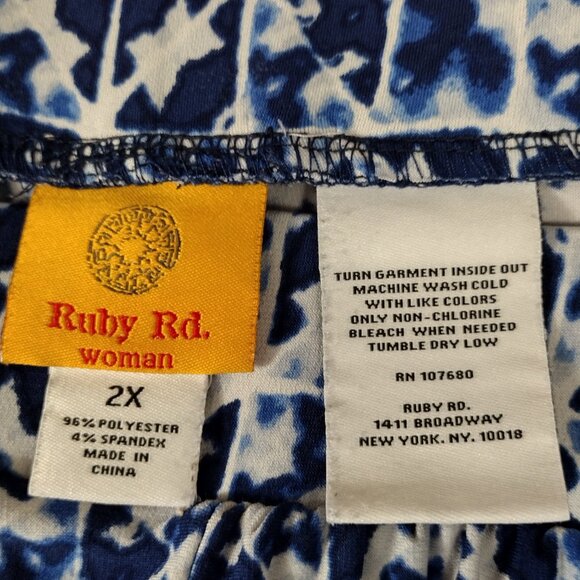 Ruby Rd.
woman
2X
96% POLYESTER
4% SPANDEX
MADE IN
CHINA
TURN GARMENT INSIDE OUT
MACHINE WASH COLD
WITH LIKE COLORS
ONLY NON-CHLORINE
BLEACH WHEN NEEDED
TUMBLE DRY LOW
RN 107680
RUBY RD.
1411 BROADWAY
NEW YORK. NY. 10018